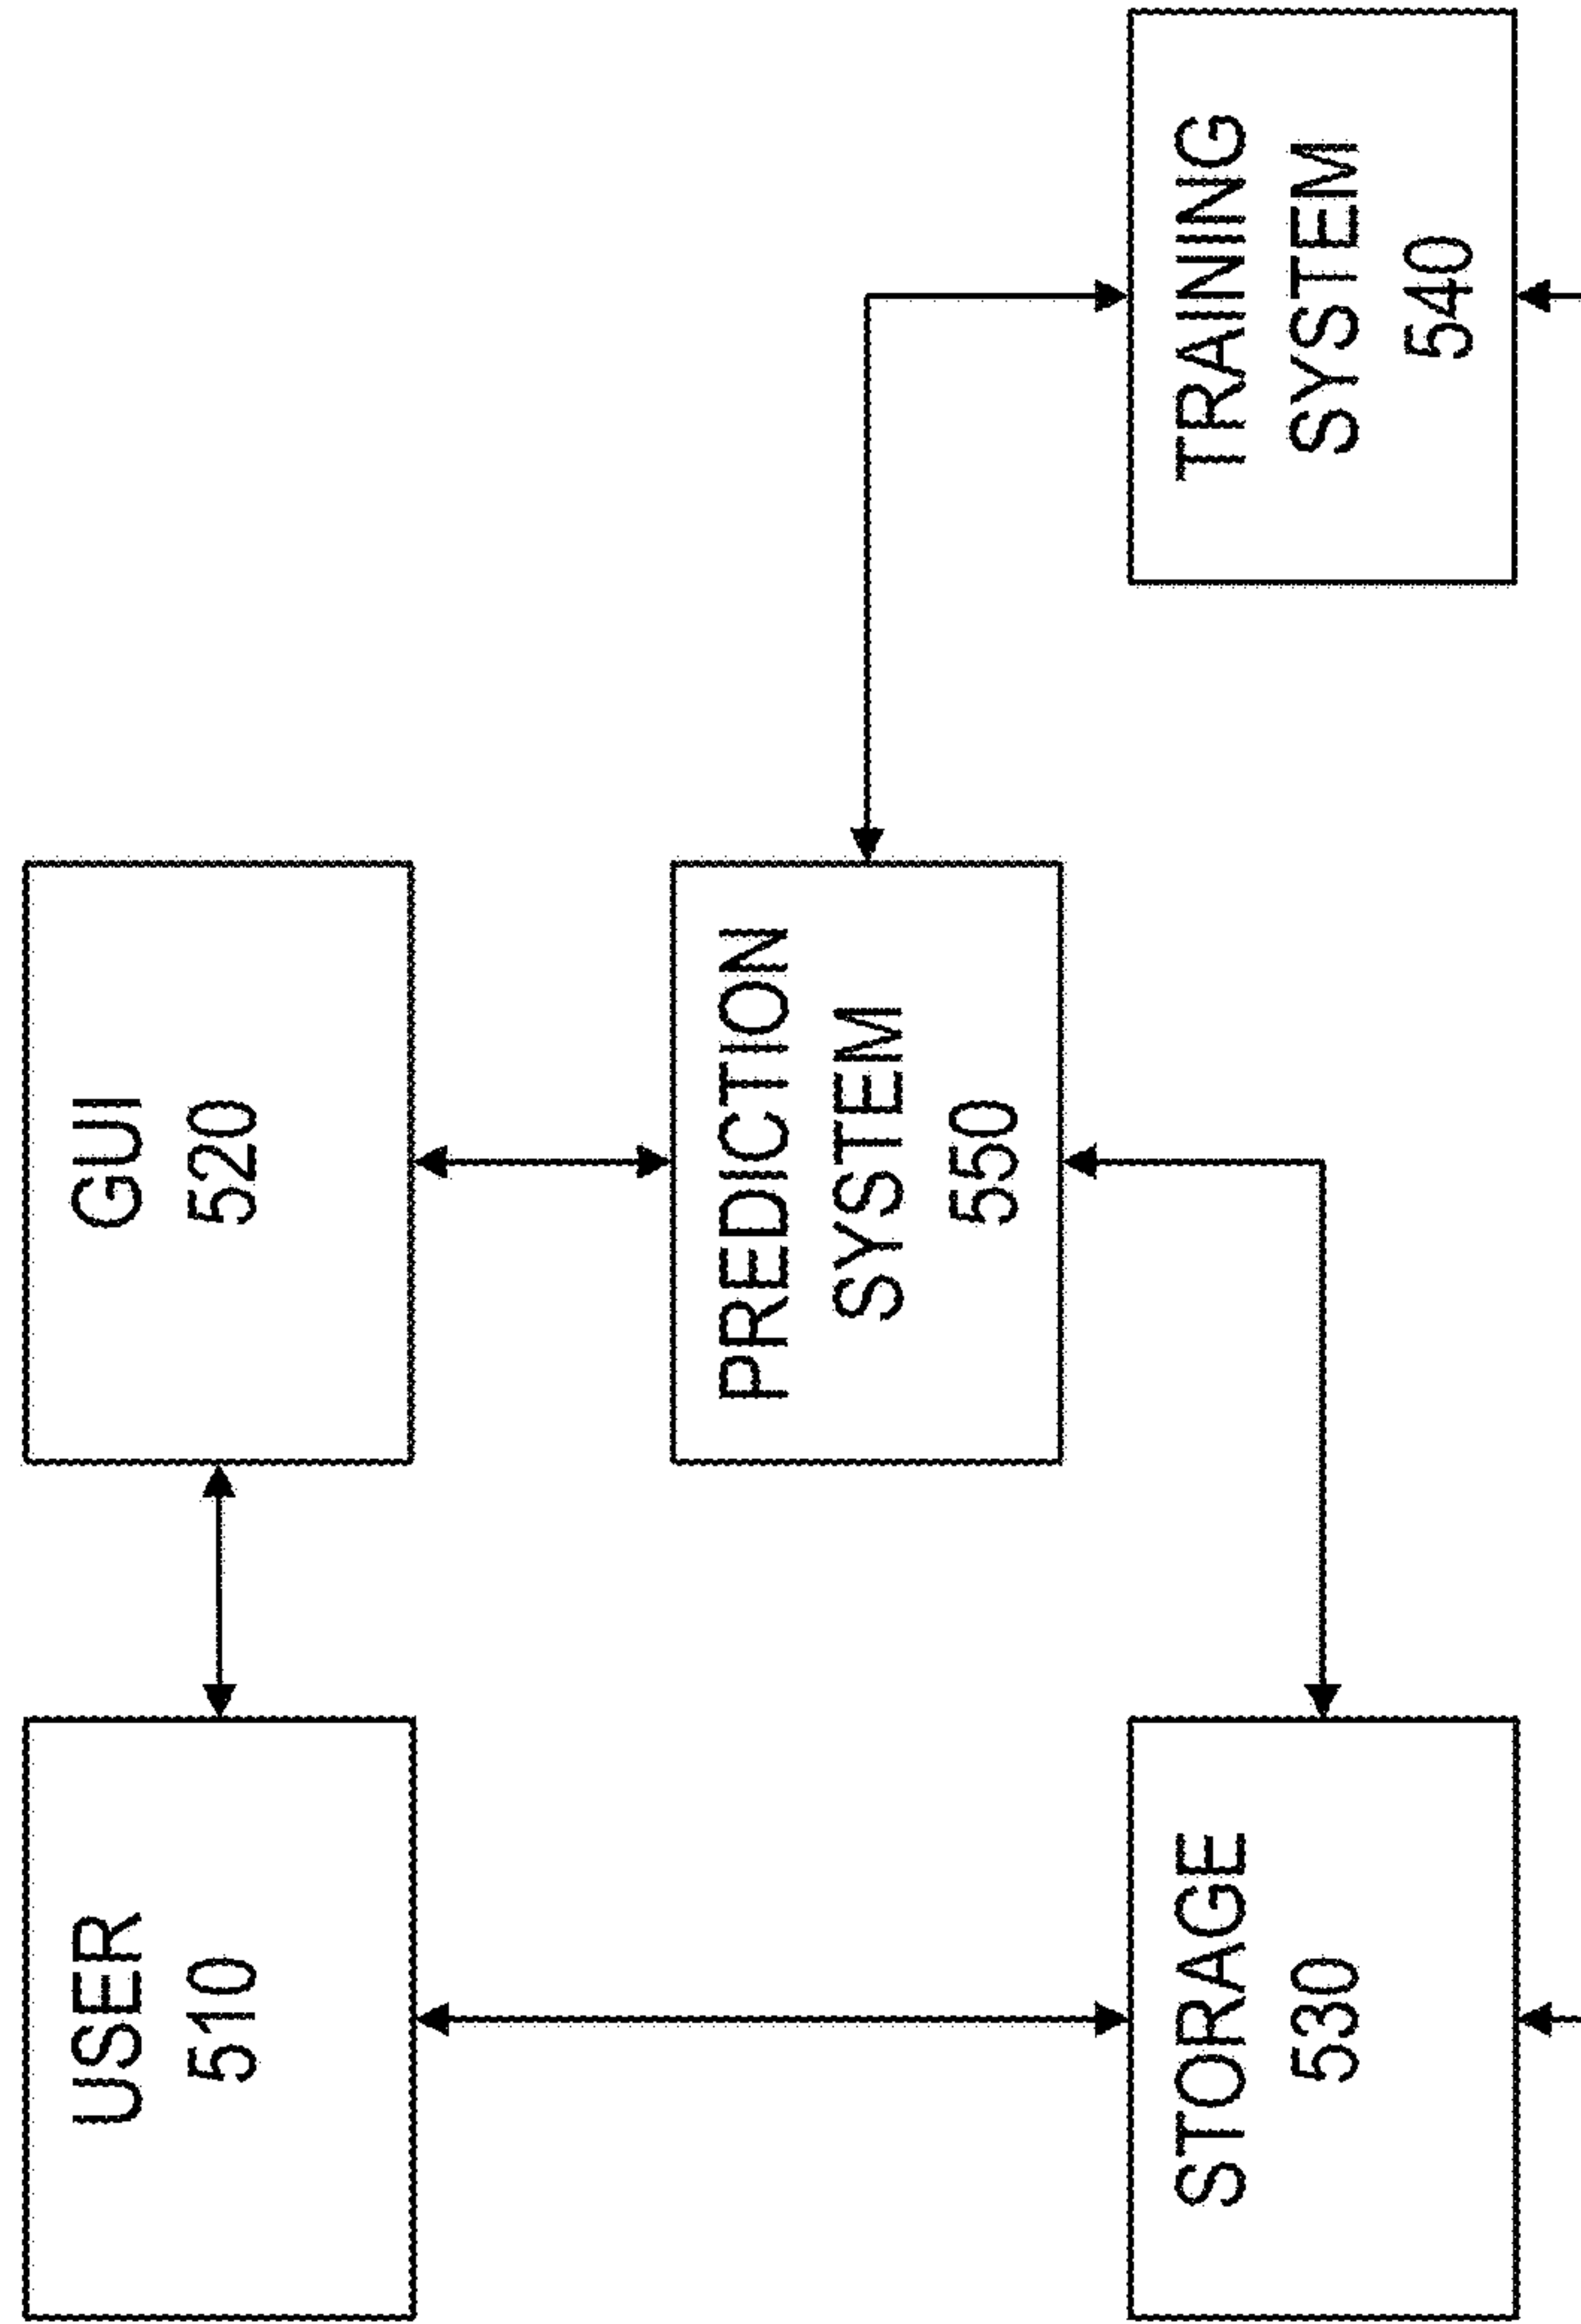 USER
510
GUI
520
PREDICTION
SYSTEM
550
STORAGE
530
TRAINING
SYSTEM
540